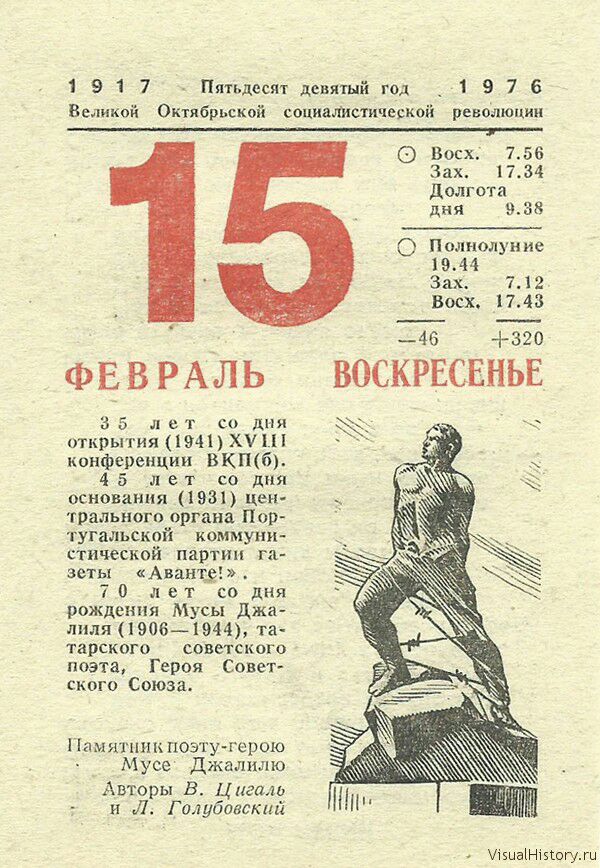 1917 Пятьдесят девятый год 1976
Великой Октябрьской социалистической революции
15
Восх. 7.56
Зах. 17.34
Долгота
дня 9.38
Полнолуние
19.44
Зах. 7.12
Восх. 17.43
—46 +320
ФЕВРАЛЬ ВОСКРЕСЕНЬЕ
35 лет со дня
открытия (1941) XVIII
конференции ВКП(б).
45 лет со дня
основания (1931) цен-
трального органа Пор-
тугальской коммуни-
стической партии га-
зеты «Аванте!».
70 лет со дня
рождения Мусы Джа-
лиля (1906—1944), та-
тарского советского
поэта, Героя Совет-
ского Союза.
Памятник поэту-герою
Мусе Джалилю
Авторы В. Цигаль
и Л. Голубовский
VisualHistory.ru